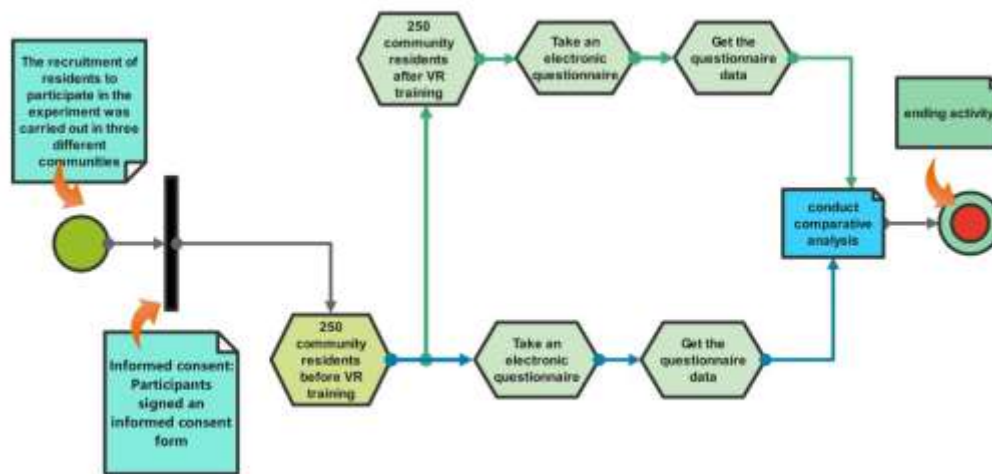 The recruitment of
residents to
participate in the
experiment was
carried out in three
different
communities
250
community
residents
after VR
training
Take an
electronic
questionnaire
Get the
questionnaire
data
ending activity
conduct
comparative
analysis
250
community
residents
before VR
training
Take an
electronic
questionnaire
Get the
questionnaire
data
Informed consent:
Participants
signed an
informed consent
form